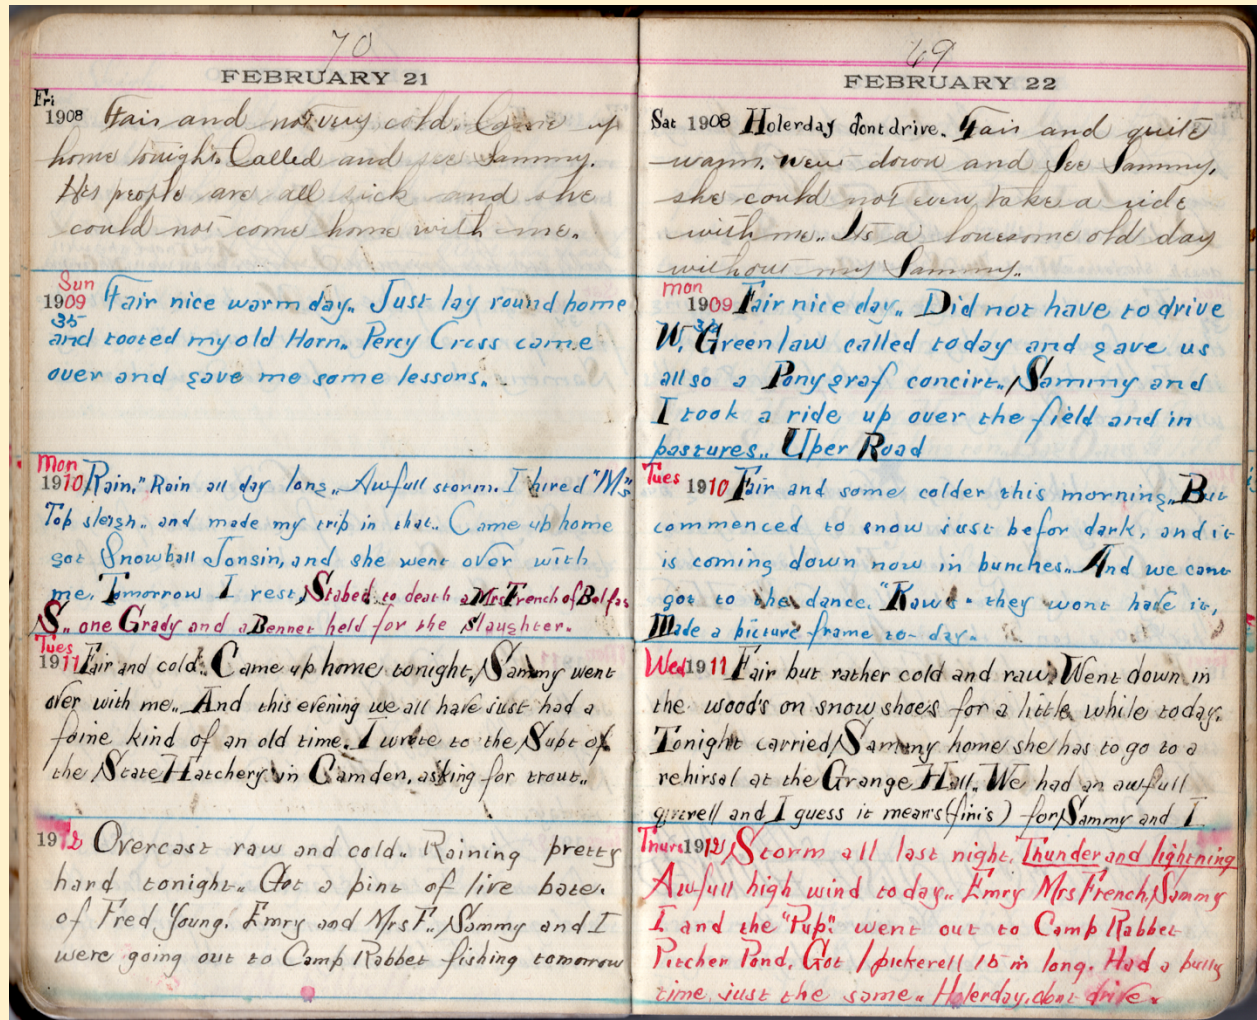 70
FEBRUARY 21
Fri
1908 Fair and not very cold. Came up
home tonight. Called and see Sammy.
Her people are all sick and she
could not come home with me.
Sun
1909 Fair nice warm day.. Just lay round home
35
and tooted my old Horn.. Percy Cross came
over and gave me some lessons..
Mon
1910 Rain," Rain all day long.. Awfull storm. I hired "Ms"
Top sleigh.. and made my trip in that.. Came up home
got Snowball Jonsin, and she went over with
me. Tomorrow I rest. Stabed to death a Mrs French of Belfas
S.. one Grady and a Bennet held for the slaughter.
Tues
1911 Fair and cold.. Came up home tonight, Sammy went
over with me.. And this evening we all have just had a
foine kind of an old time. I wrote to the Supt of
the State Hatchery in Camden, asking for trout..
1912 Overcast raw and cold.. Raining pretty
hard tonight.. Got a pint of live bate.
of Fred Young. Emry and Mrs F.. Sammy and I
were going out to Camp Rabbet fishing tomorrow
69
FEBRUARY 22
Sat 1908 Holerday dont drive. Fair and quite
warm. went down and See Sammy,
she could not even take a ride
with me.. Its a lonesome old day
without my Sammy..
mon
1909 Fair nice day.. Did not have to drive
W. Greenlaw called today and gave us
allso a Ponygraf concirt.. Sammy and
I took a ride up over the field and in
pastures.. Uper Road
Tues 1910 Fair and some colder this morning.. But
commenced to snow just befor dark, and it
is coming down now in bunches.. And we cant
got to the dance. "Raws" they wont have it,
Made a picture frame to-day.
Wed 1911 Fair but rather cold and raw. Went down in
the wood's on snow shoe's for a little while today.
Tonight carried Sammy home she has to go to a
rehirsal at the Grange Hall. We had an awfull
qurrell and I guess it mean's (fini's) for Sammy and I.
Thurs 1912 Storm all last night. Thunder and lightning
Awfull high wind today.. Emry Mrs French, Sammy
I and the "Pup". went out to Camp Rabbet
Pitcher Pond. Got 1 pickerell 15 in long. Had a bully
time just the same.. Holerday, dont drive.